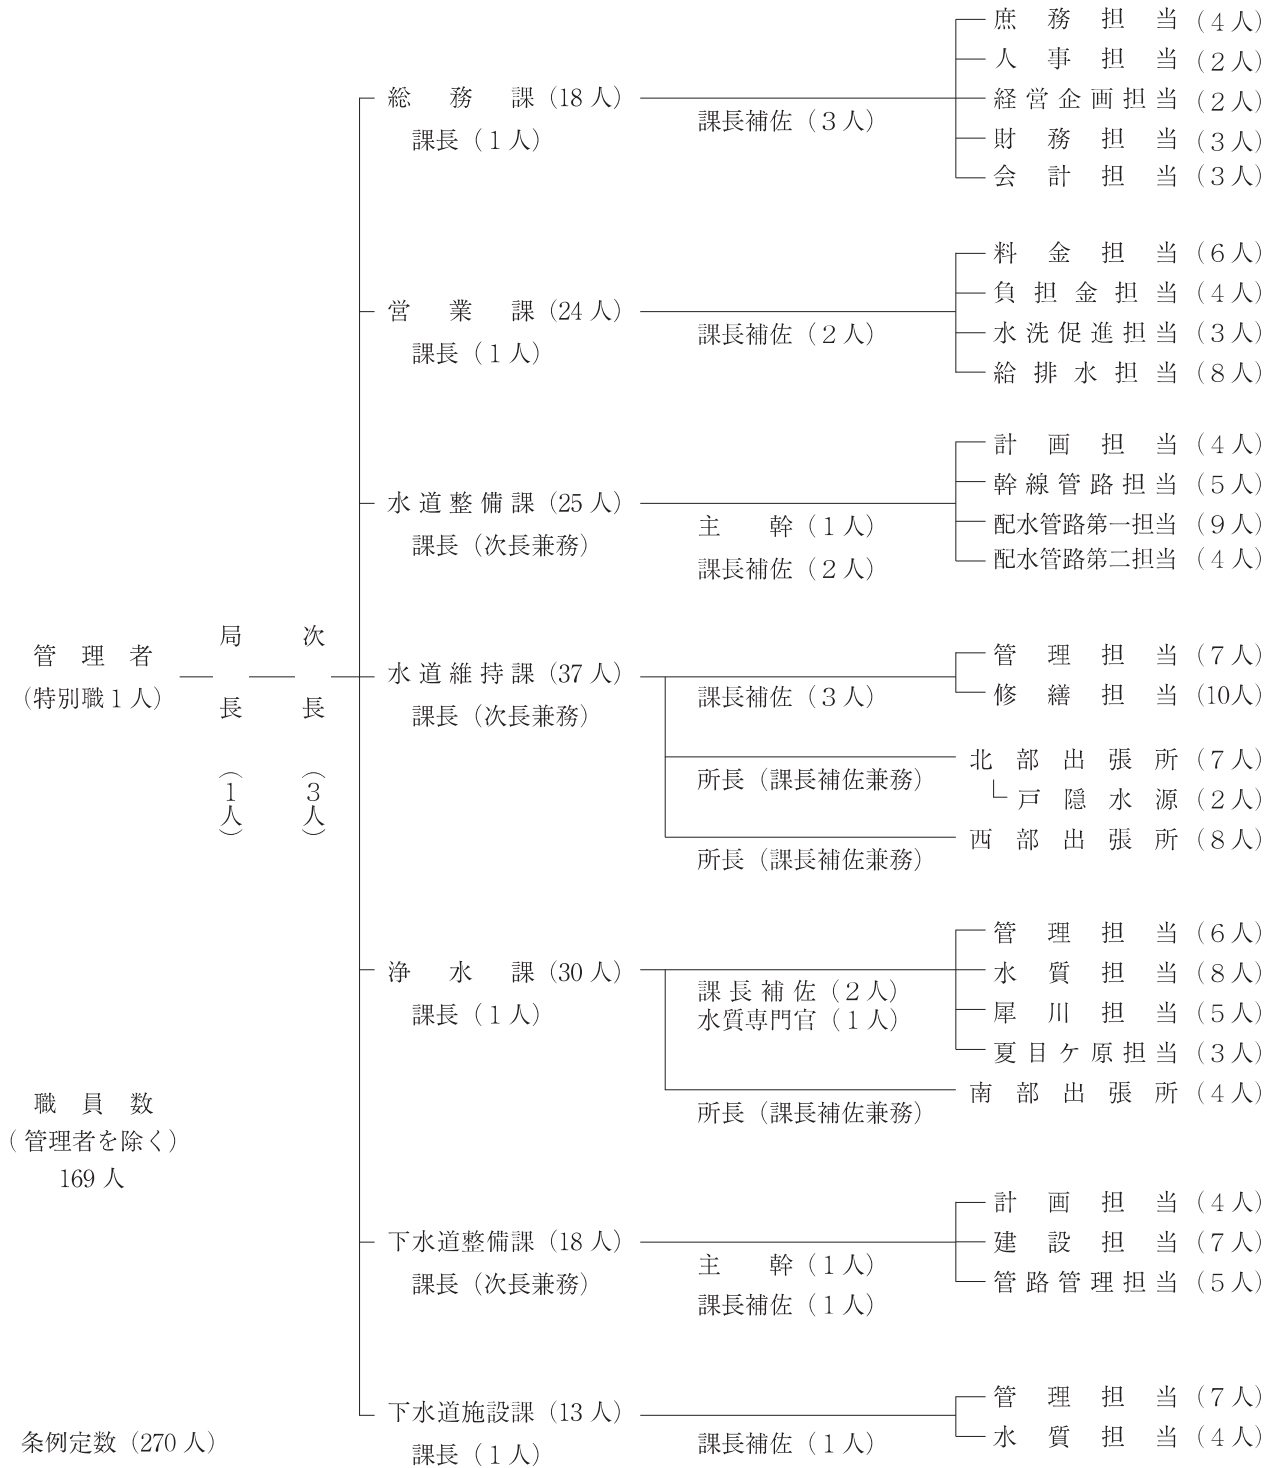 管理者
（特別職１人）
局長（１人）
次長（３人）
職員数
（管理者を除く）
169人
条例定数（270人）
総務課（18人）
課長（１人）
課長補佐（３人）
庶務担当（４人）
人事担当（２人）
経営企画担当（２人）
財務担当（３人）
会計担当（３人）
営業課（24人）
課長（１人）
課長補佐（２人）
料金担当（６人）
負担金担当（４人）
水洗促進担当（３人）
給排水担当（８人）
水道整備課（25人）
課長（次長兼務）
主幹（１人）
課長補佐（２人）
計画担当（４人）
幹線管路担当（５人）
配水管路第一担当（９人）
配水管路第二担当（４人）
水道維持課（37人）
課長（次長兼務）
課長補佐（３人）
管理担当（７人）
修繕担当（10人）
所長（課長補佐兼務）
北部出張所（７人）
戸隠水源（２人）
所長（課長補佐兼務）
西部出張所（８人）
浄水課（30人）
課長（１人）
課長補佐（２人）
水質専門官（１人）
管理担当（６人）
水質担当（８人）
犀川担当（５人）
夏目ケ原担当（３人）
所長（課長補佐兼務）
南部出張所（４人）
下水道整備課（18人）
課長（次長兼務）
主幹（１人）
課長補佐（１人）
計画担当（４人）
建設担当（７人）
管路管理担当（５人）
下水道施設課（13人）
課長（１人）
課長補佐（１人）
管理担当（７人）
水質担当（４人）